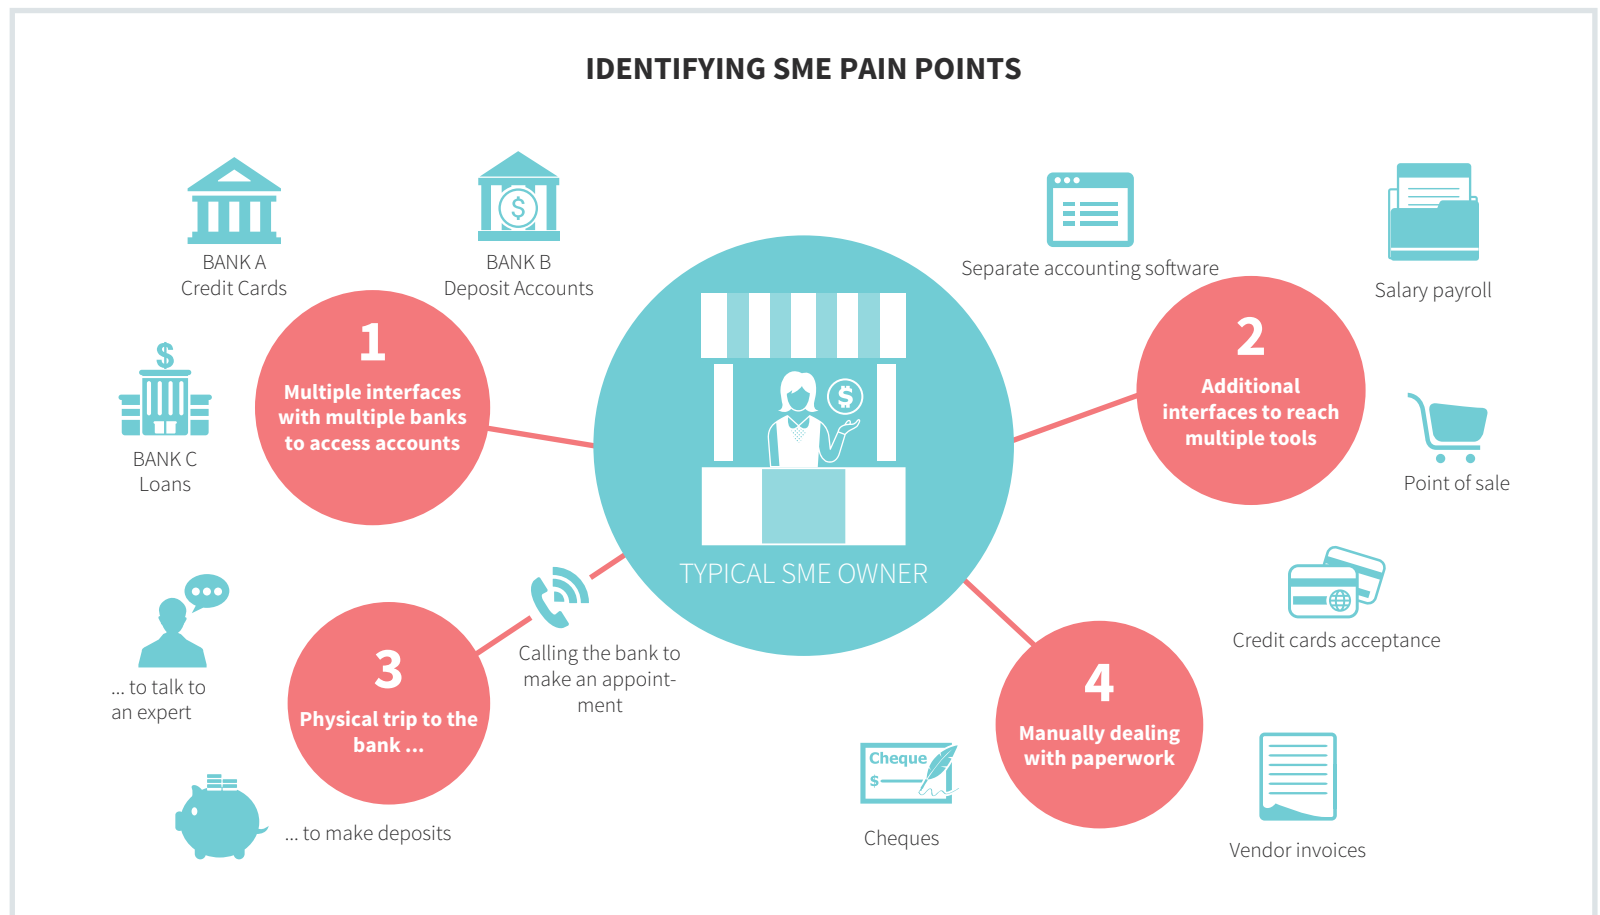 IDENTIFYING SME PAIN POINTS
BANK A
Credit Cards
BANK B
Deposit Accounts
$
$
BANK C
Loans
1
Multiple interfaces
with multiple banks
to access accounts
$
TYPICAL SME OWNER
Separate accounting software
Salary payroll
2
Additional
interfaces to reach
multiple tools
Point of sale
... to talk to
an expert
3
Physical trip to the
bank ...
Calling the bank to
make an appoint-
ment
... to make deposits
4
Manually dealing
with paperwork
Credit cards acceptance
Cheque
$
Cheques
Vendor invoices